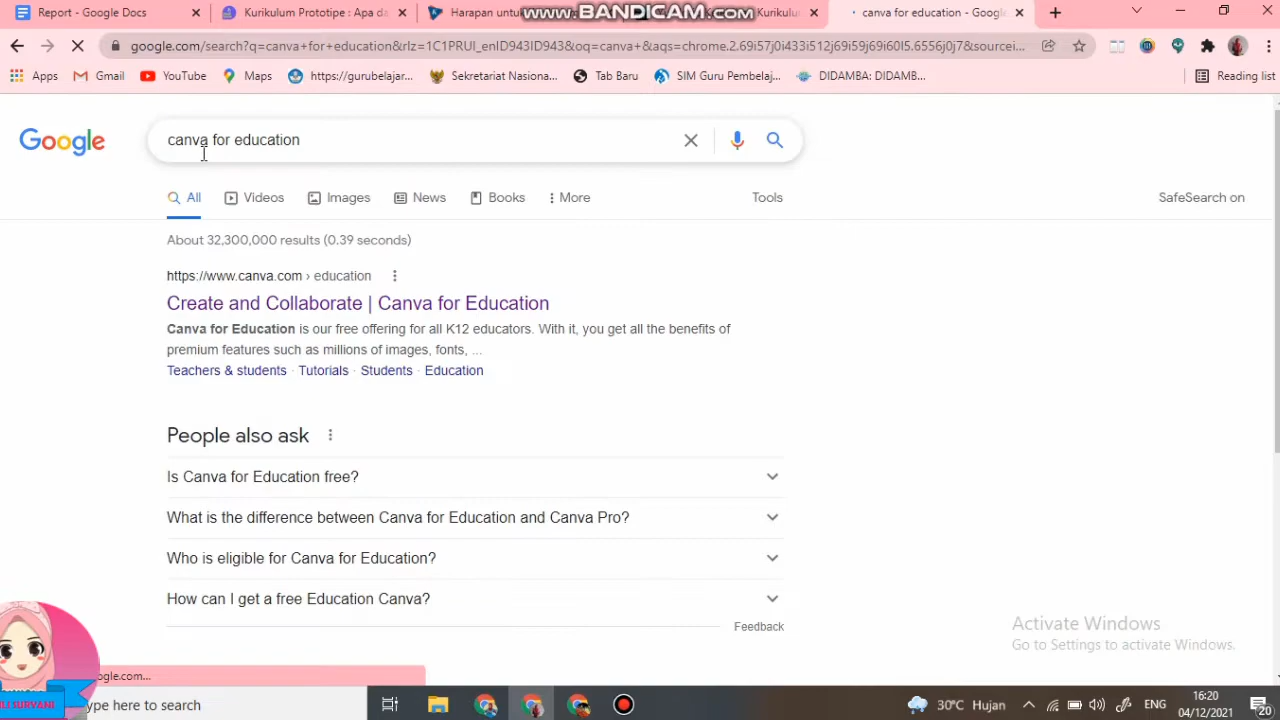 Report - Google Docs
Kurikulum Prototipe : Apa da
Harapan untu
www.BANDICAM.com
Kurikulu
canva for education - Google
google.com/search?q=canva+for+education&rlz=1C1PRUI_enID943ID943&oq=canva+&aqs=chrome.2.69i57j0i433i512j69i59j69i60l5.6556j0j7&sourcei...
Apps
Gmail
YouTube
Maps
https://gurubelajar...
Sekretariat Nasiona...
Tab Baru
SIM Guru Pembelaj...
DIDAMBA: DIDAMB...
Reading list
Google
canva for education
All
Videos
Images
News
Books
More
Tools
SafeSearch on
About 32,300,000 results (0.39 seconds)
https://www.canva.com › education
Create and Collaborate | Canva for Education
Canva for Education is our free offering for all K12 educators. With it, you get all the benefits of
premium features such as millions of images, fonts, ...
Teachers & students · Tutorials · Students · Education
People also ask
Is Canva for Education free?
What is the difference between Canva for Education and Canva Pro?
Who is eligible for Canva for Education?
How can I get a free Education Canva?
Feedback
Activate Windows
Go to Settings to activate Windows.
ogle.com...
SURYANI
ype here to search
30°C Hujan
ENG
16:20
04/12/2021
20